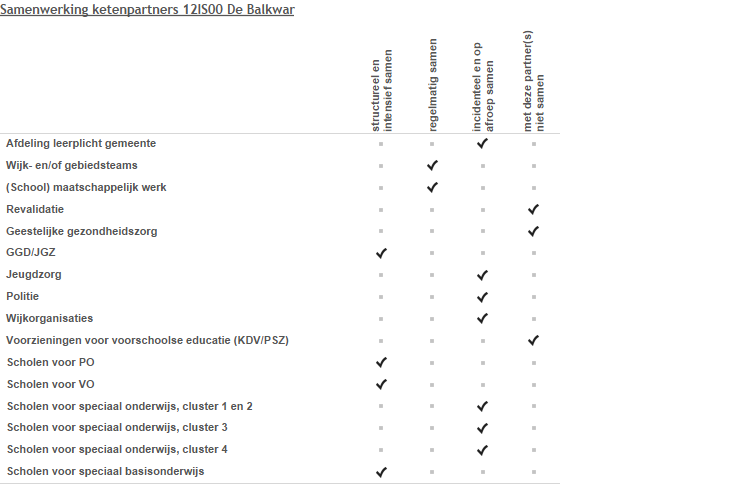 Samenwerking ketenpartners 12IS00 De Balkwar
structureel en
intensief samen
regelmatig samen
incidenteel en op
afroep samen
met deze partner(s)
niet samen
Afdeling leerplicht gemeente
Wijk- en/of gebiedsteams
(School) maatschappelijk werk
Revalidatie
Geestelijke gezondheidszorg
GGD/JGZ
Jeugdzorg
Politie
Wijkorganisaties
Voorzieningen voor voorschoolse educatie (KDV/PSZ)
Scholen voor PO
Scholen voor VO
Scholen voor speciaal onderwijs, cluster 1 en 2
Scholen voor speciaal onderwijs, cluster 3
Scholen voor speciaal onderwijs, cluster 4
Scholen voor speciaal basisonderwijs